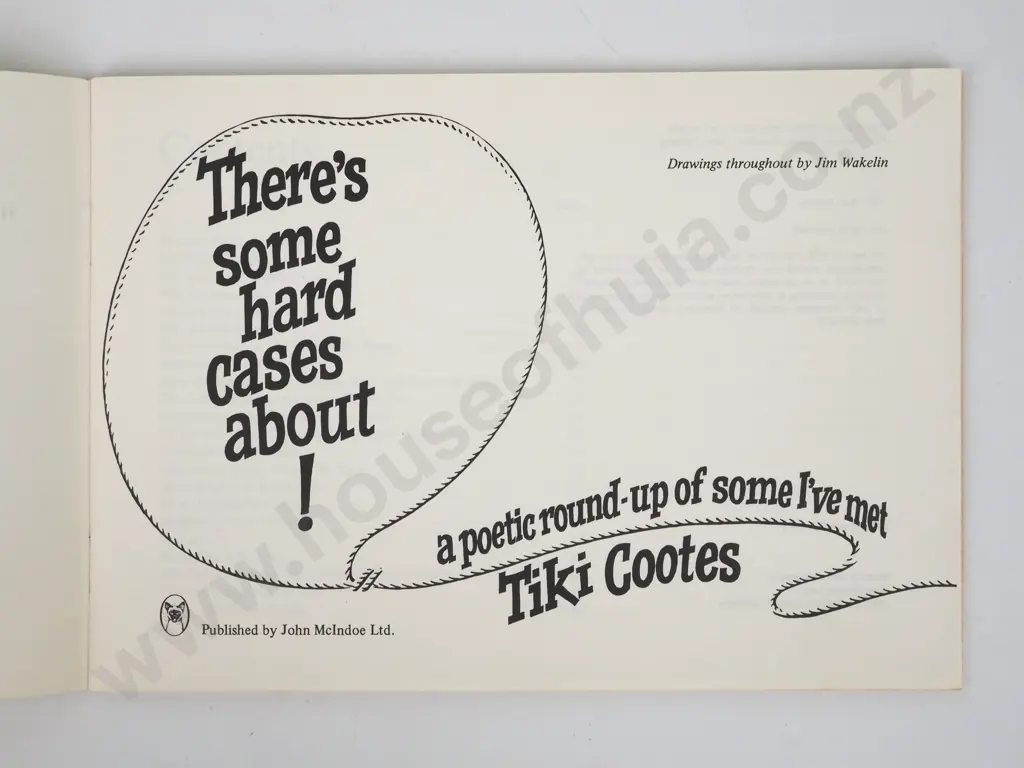 There's
some
hard
cases
about
!
Drawings throughout by Jim Wakelin
a poetic round-up of some I've met
Tiki Cootes
Published by John McIndoe Ltd.
www.houseofhuia.co.nz